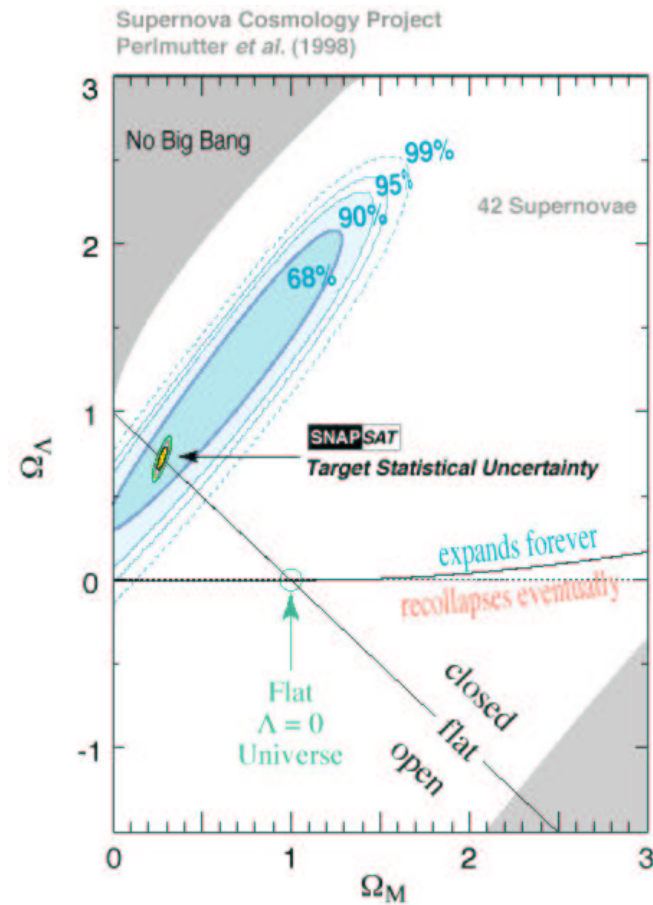 Supernova Cosmology Project
Perlmutter et al. (1998)
3
No Big Bang
99%
95%
90%
42 Supernovae
68%
2
1
SNAPSAT
Target Statistical Uncertainty
Ω_Λ
expands forever
0
recollapses eventually
Flat
Λ = 0
Universe
closed
flat
open
-1
0 1 2 3
Ω_M